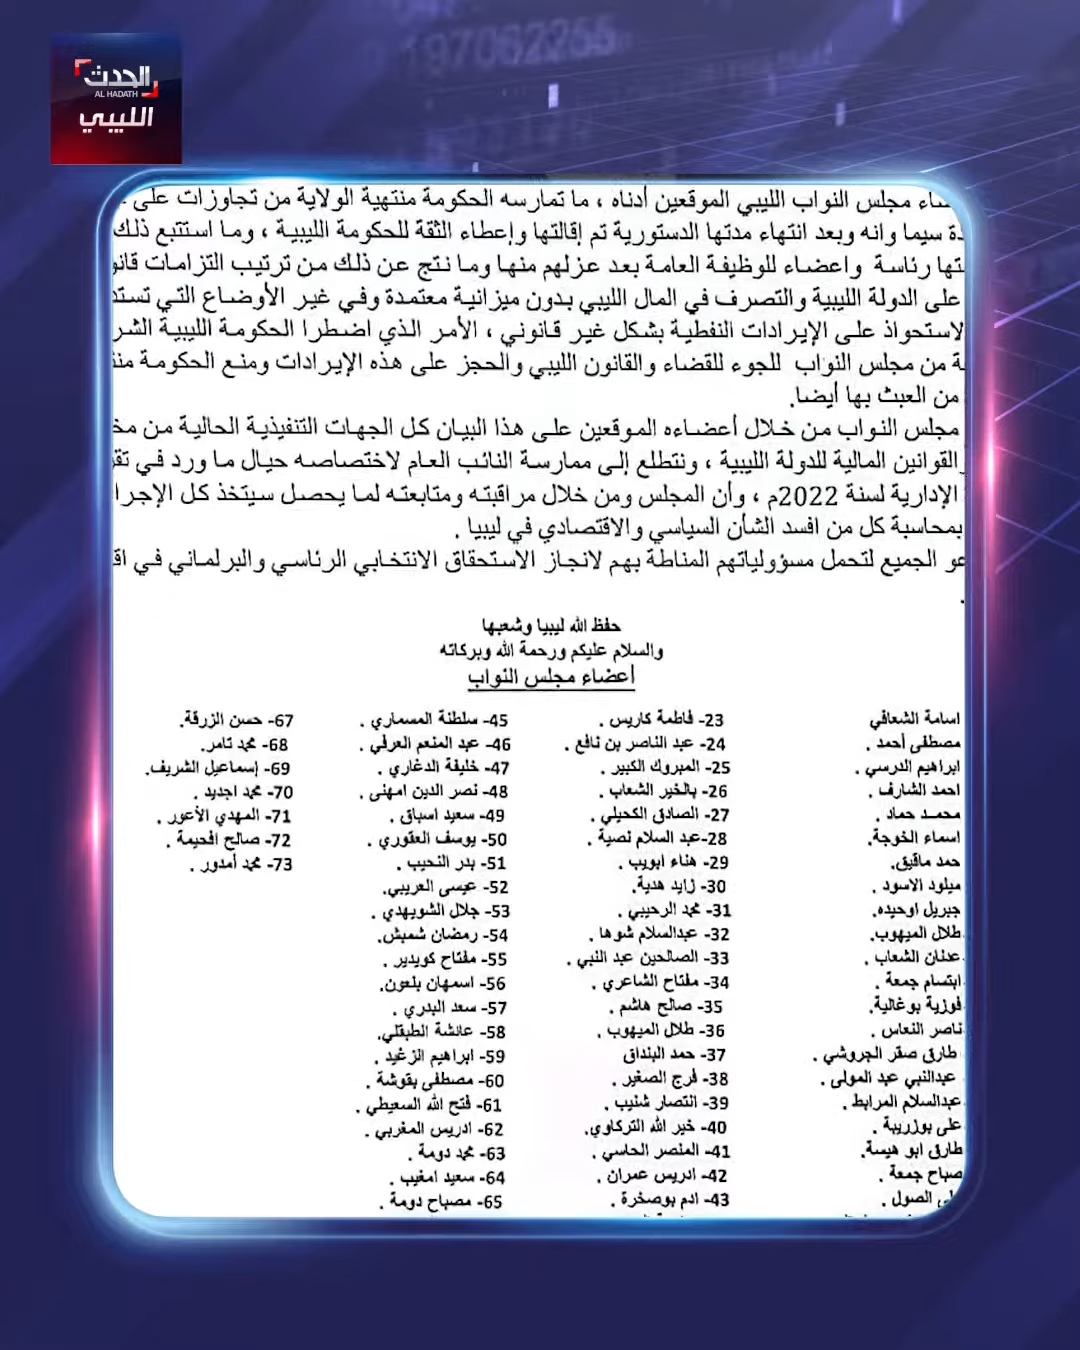 الحدث
AL HADATH
الليبي
مجلس النواب الليبي الموقعين أدناه ، ما تمارسه الحكومة منتهية الولاية من تجاوزات على
سيما وانه وبعد انتهاء مدتها الدستورية تم إقالتها وإعطاء الثقة للحكومة الليبية ، وما استتبع ذلك
رئاسة واعضاء للوظيفة العامة بعد عزلهم منها وما نتج عن ذلك من ترتيب التزامات
على الدولة الليبية والتصرف في المال الليبي بدون ميزانية معتمدة وفي غير الأوضاع التي
لاستحواذ على الإيرادات النفطية بشكل غير قانوني ، الأمر الذي اضطرا الحكومة الليبية
من مجلس النواب للجوء للقضاء والقانون الليبي والحجز على هذه الإيرادات ومنع الحكومة
من العبث بها أيضا.
مجلس النواب من خلال أعضاءه الموقعين على هذا البيان كل الجهات التنفيذية الحالية من
القوانين المالية للدولة الليبية ، ونتطلع إلى ممارسة النائب العام لاختصاصه حيال ما ورد في
الإدارية لسنة 2022م ، وأن المجلس ومن خلال مراقبته ومتابعته لما يحصل سيتخذ كل
بمحاسبة كل من افسد الشأن السياسي والاقتصادي في ليبيا .
الجميع لتحمل مسؤولياتهم المناطة بهم لانجاز الاستحقاق الانتخابي الرئاسي والبرلماني في
حفظ الله ليبيا وشعبها
والسلام عليكم ورحمة الله وبركاته
أعضاء مجلس النواب
اسامة الشعافي
مصطفى أحمد .
ابراهيم الدرسي .
احمد الشارف .
محمد حماد .
اسماء الخوجة.
حمد مافيق.
ميلود الاسود .
جبريل اوحيده.
طلال الميهوب.
عدنان الشعاب .
ابتسام جمعة .
فوزية بوغالية.
ناصر النعاس .
طارق صقر الجروشي .
عبدالنبي عبد المولى .
عبدالسلام المرابط .
على بوزريبة .
طارق ابو هيسة.
صباح جمعة .
الصول .
23- فاطمة كاريس .
24- عبد الناصر بن نافع .
25- المبروك الكبير .
26- بالخير الشعاب .
27- الصادق الكحيلي .
28-عبد السلام نصية .
29- هناء ابوديب .
30- زايد هدية.
31- محمد الرحيبي .
32- عبدالسلام شوها .
33- الصالحين عبد النبي .
34- مفتاح الشاعري .
35- صالح هاشم .
36- طلال الميهوب .
37- حمد البنداق
38- فرج الصغير .
39- انتصار شنيب .
40- خير الله التركاوي.
41- المنصر الحاسي .
42- ادريس عمران .
43- ادم بوصخرة .
45- سلطنة المسماري .
46- عبد المنعم العرفي .
47- خليفة الدغاري .
48- نصر الدين امهنى .
49- سعيد اسباق .
50- يوسف العقوري .
51- بدر النحيب .
52- عيسى العريبي.
53- جلال الشويهدي .
54- رمضان شمبش.
55- مفتاح كويدير .
56- اسمهان بلعون.
57- سعد البدري .
58- عائشة الطبلقي.
59- ابراهيم الزغيد .
60- مصطفى بقوشة .
61- فتح الله السعيطي .
62- ادريس المغربي .
63- محمد دومة .
64- سعيد امغيب .
65- مصباح دومة .
67- حسن الزرقة.
68- محمد تامر.
69- إسماعيل الشريف.
70- محمد اجديد .
71- المهدي الأعور .
72- صالح افحيمة .
73- محمد أمدور .